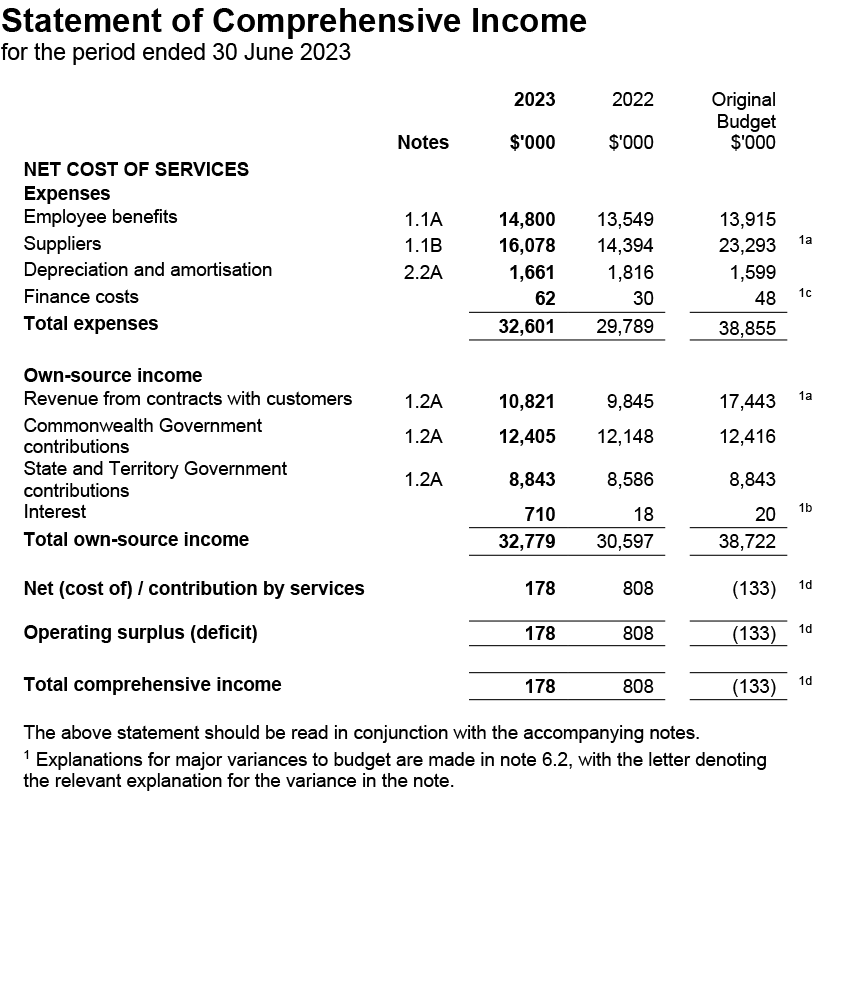 Statement of Comprehensive Income
for the period ended 30 June 2023
2023 2022 Original
Budget
Notes $'000 $'000 $'000
NET COST OF SERVICES
Expenses
Employee benefits 1.1A 14,800 13,549 13,915
Suppliers 1.1B 16,078 14,394 23,293 1a
Depreciation and amortisation 2.2A 1,661 1,816 1,599
Finance costs 62 30 48 1c
Total expenses 32,601 29,789 38,855
Own-source income
Revenue from contracts with customers 1.2A 10,821 9,845 17,443 1a
Commonwealth Government
contributions 1.2A 12,405 12,148 12,416
State and Territory Government
contributions 1.2A 8,843 8,586 8,843
Interest 710 18 20 1b
Total own-source income 32,779 30,597 38,722
Net (cost of) / contribution by services 178 808 (133) 1d
Operating surplus (deficit) 178 808 (133) 1d
Total comprehensive income 178 808 (133) 1d
The above statement should be read in conjunction with the accompanying notes.
1 Explanations for major variances to budget are made in note 6.2, with the letter denoting
the relevant explanation for the variance in the note.